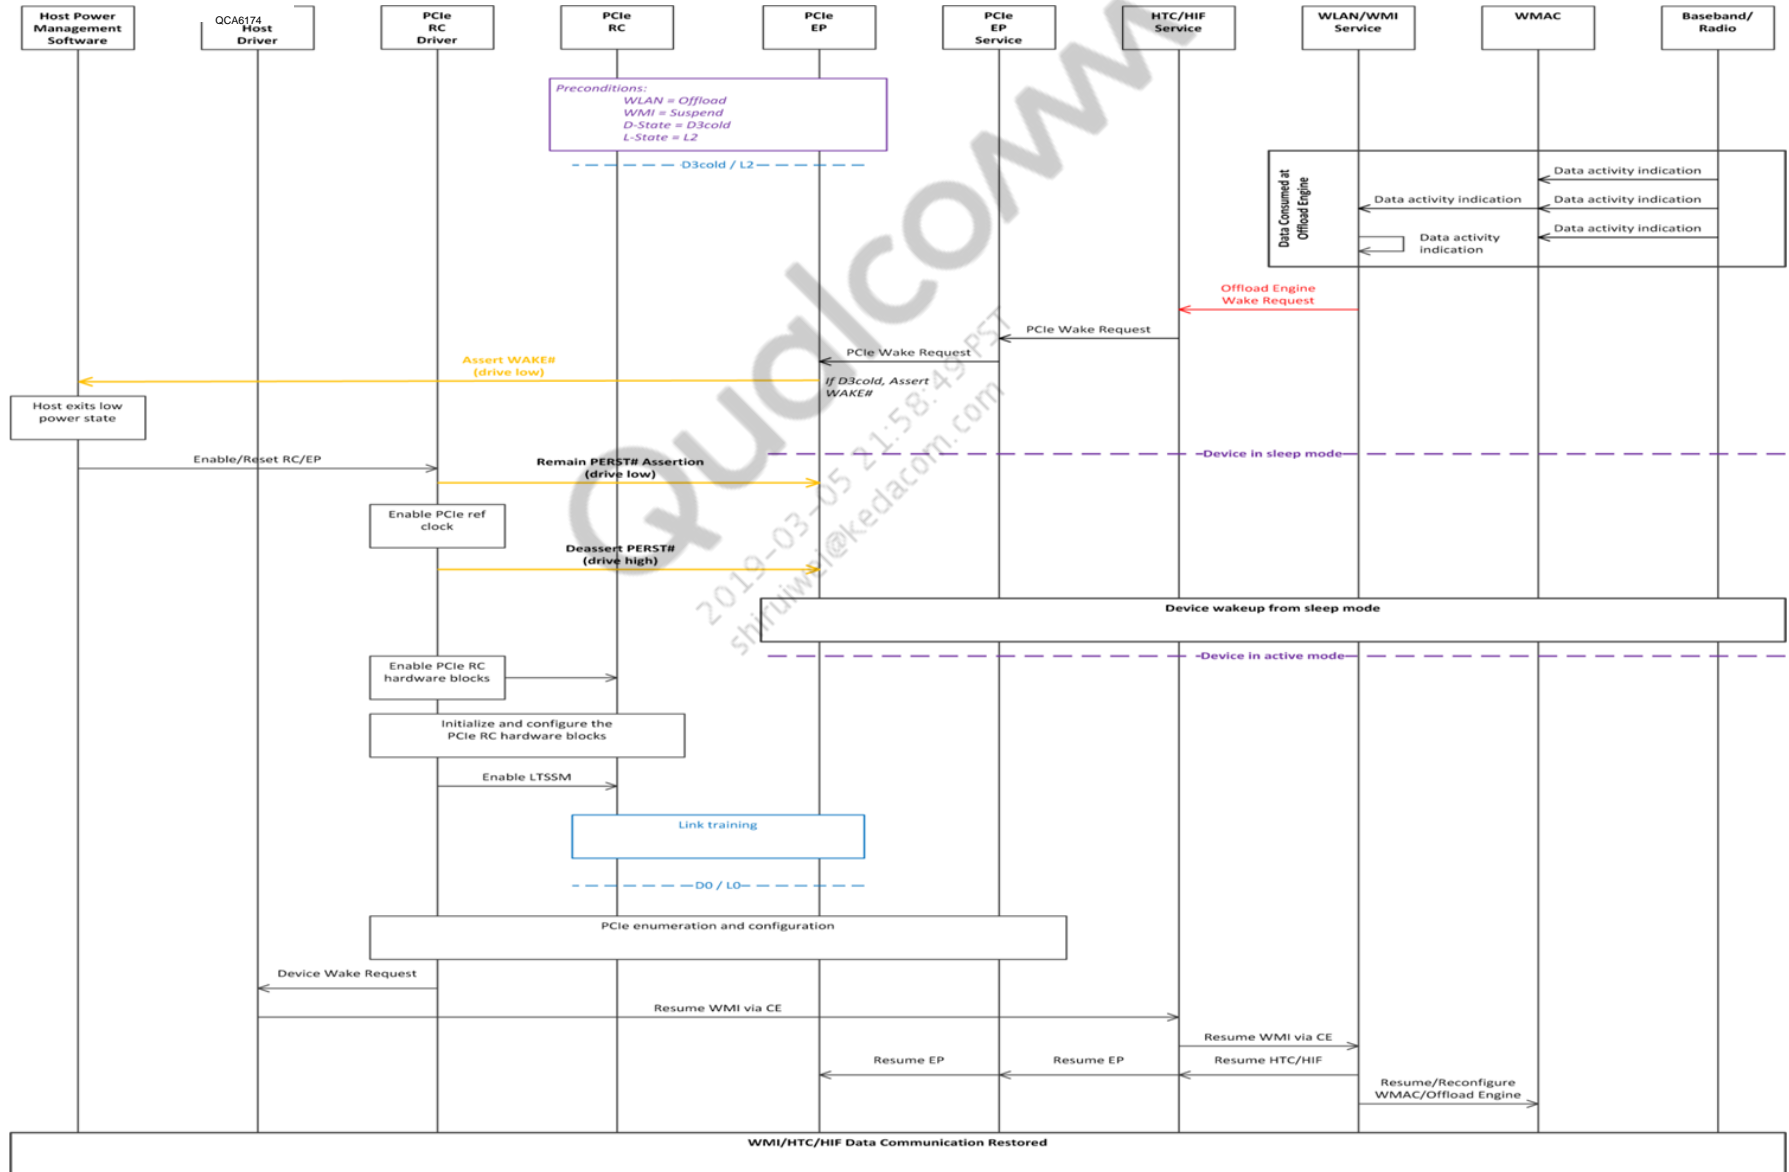 Host Power
Management
Software
QCA6174
Host
Driver
PCIe
RC
Driver
PCIe
RC
PCIe
EP
PCIe
EP
Service
HTC/HIF
Service
WLAN/WMI
Service
WMAC
Baseband/
Radio
Preconditions:
WLAN = Offload
WMI = Suspend
D-State = D3cold
L-State = L2
D3cold / L2
Data Consumed at
Offload Engine
Data activity indication
Data activity indication
Data activity indication
Data activity indication
Data activity
indication
Offload Engine
Wake Request
PCIe Wake Request
PCIe Wake Request
Assert WAKE#
(drive low)
If D3cold, Assert
WAKE#
Host exits low
power state
Enable/Reset RC/EP
Remain PERST# Assertion
(drive low)
Device in sleep mode
Enable PCIe ref
clock
Deassert PERST#
(drive high)
Device wakeup from sleep mode
Device in active mode
Enable PCIe RC
hardware blocks
Initialize and configure the
PCIe RC hardware blocks
Enable LTSSM
Link training
D0 / L0
PCIe enumeration and configuration
Device Wake Request
Resume WMI via CE
Resume WMI via CE
Resume EP
Resume EP
Resume HTC/HIF
Resume/Reconfigure
WMAC/Offload Engine
WMI/HTC/HIF Data Communication Restored
Qualcomm
2019-03-05 21:58:49 PST
shiruiwei@kedacom.com